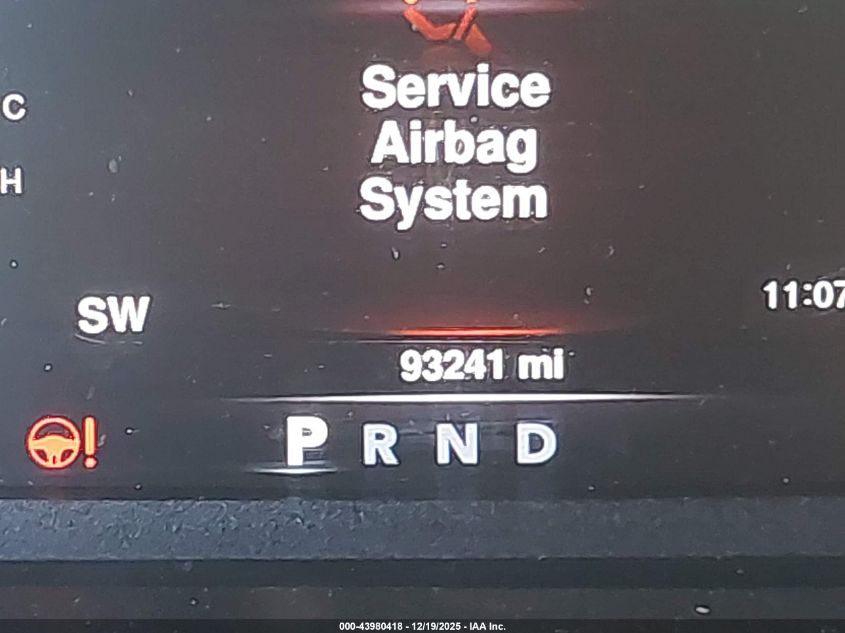 C
Service
Airbag
System
H
SW
11:07
93241 mi
! P R N D
000-43980418 - 12/19/2025 - IAA Inc.